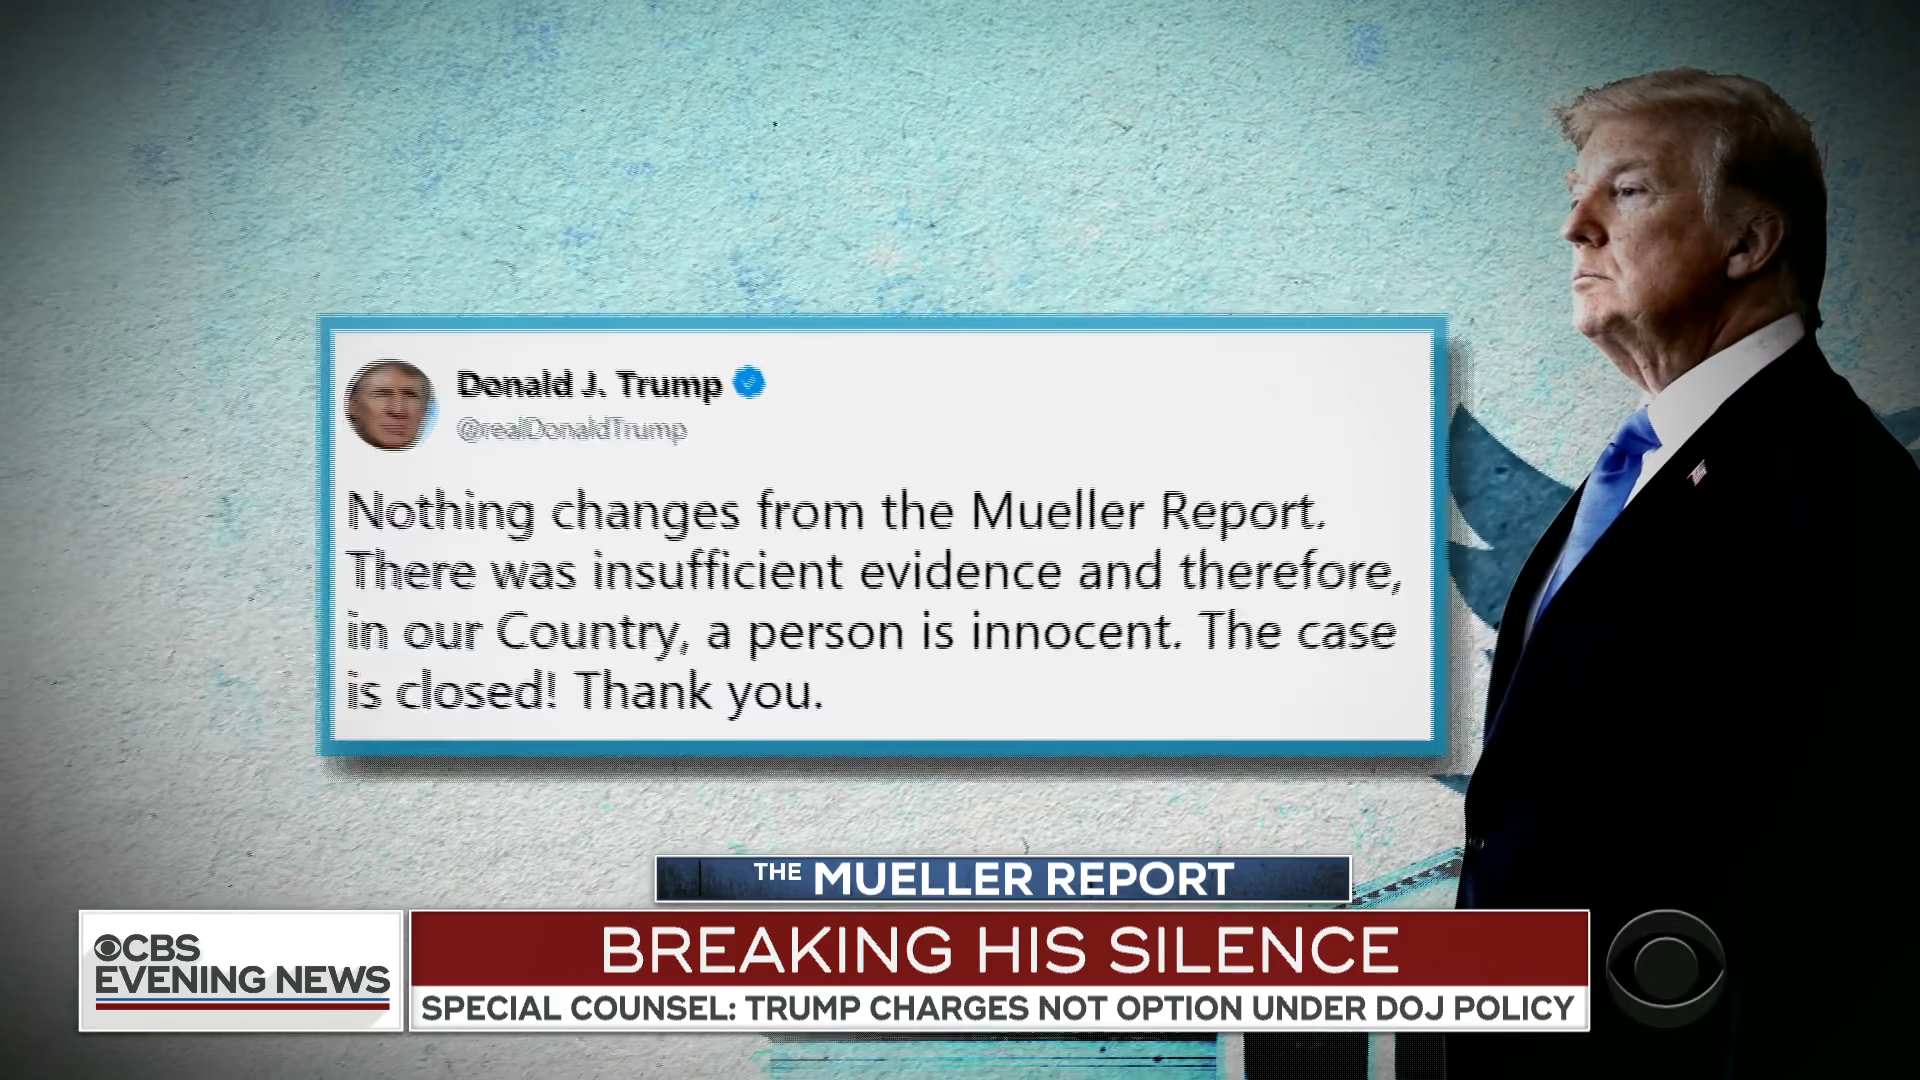 Donald J. Trump
@realDonaldTrump
Nothing changes from the Mueller Report.
There was insufficient evidence and therefore,
in our Country, a person is innocent. The case
is closed! Thank you.
THE MUELLER REPORT
CBS
EVENING NEWS
BREAKING HIS SILENCE
SPECIAL COUNSEL: TRUMP CHARGES NOT OPTION UNDER DOJ POLICY